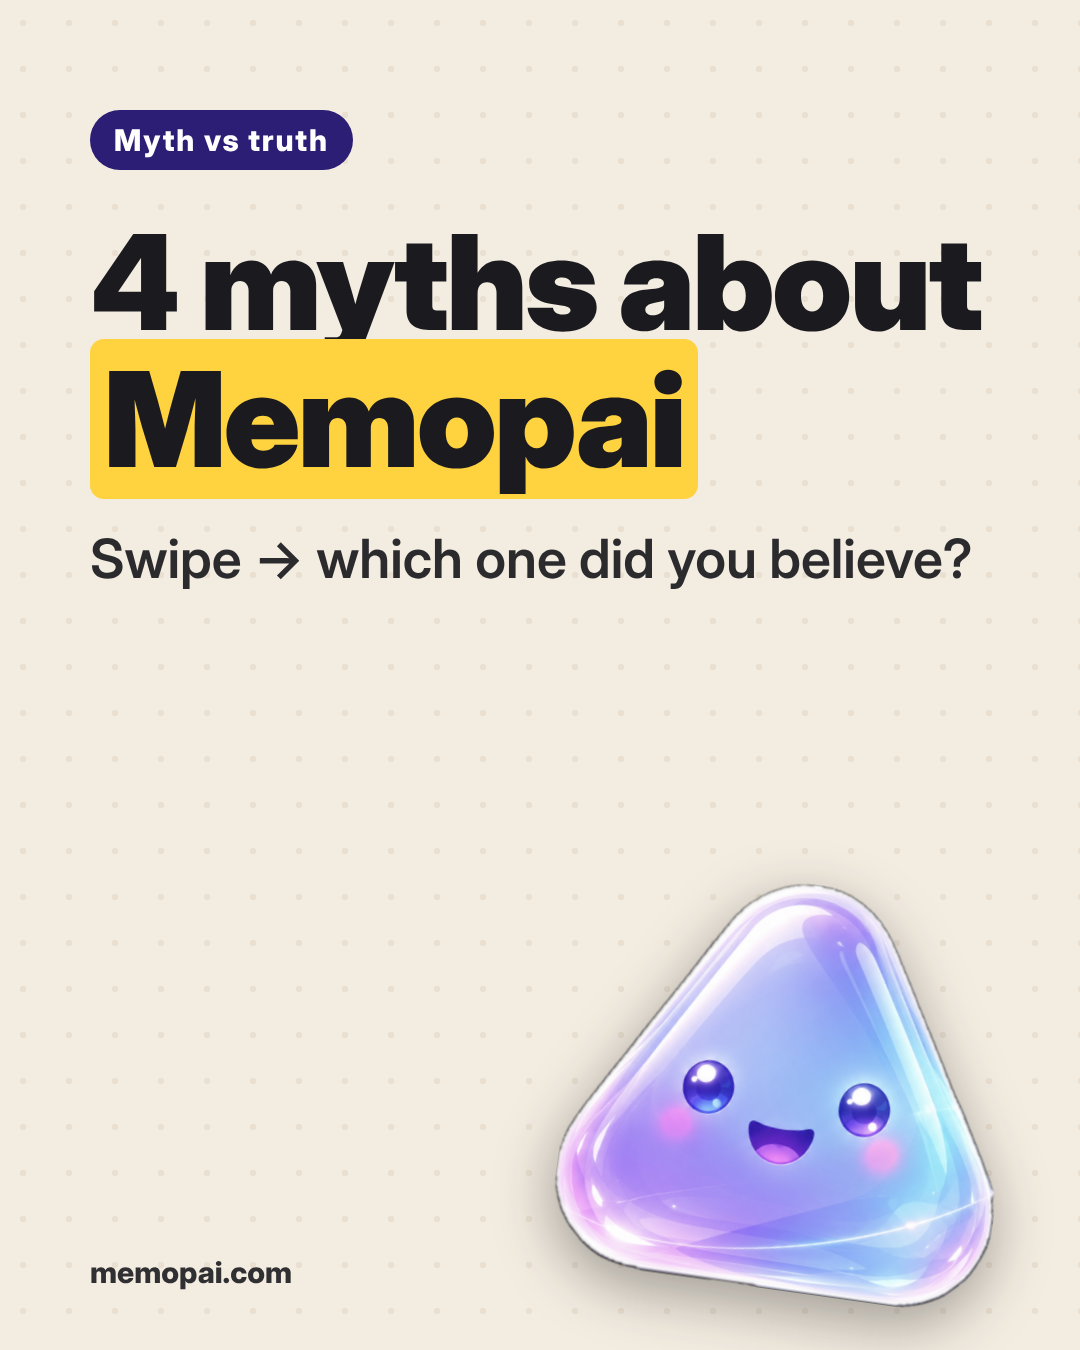 Myth vs truth
4 myths about
Memopai
Swipe → which one did you believe?
memopai.com